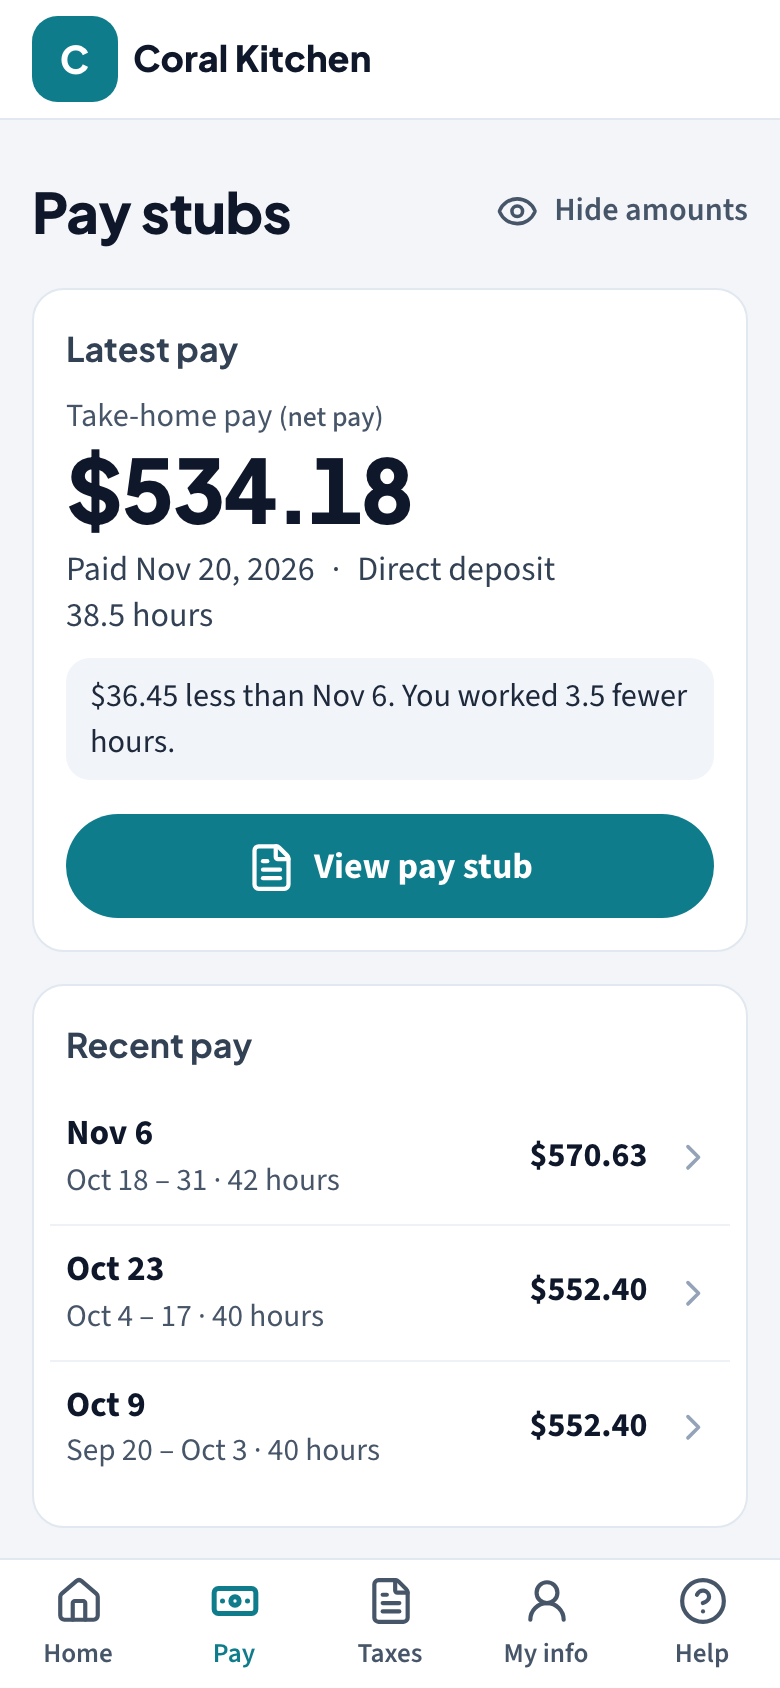 C
Coral Kitchen
Pay stubs
Hide amounts
Latest pay
Take-home pay (net pay)
$534.18
Paid Nov 20, 2026 · Direct deposit
38.5 hours
$36.45 less than Nov 6. You worked 3.5 fewer
hours.
View pay stub
Recent pay
Nov 6
Oct 18 – 31 · 42 hours
$570.63
Oct 23
Oct 4 – 17 · 40 hours
$552.40
Oct 9
Sep 20 – Oct 3 · 40 hours
$552.40
Home
Pay
Taxes
My info
Help